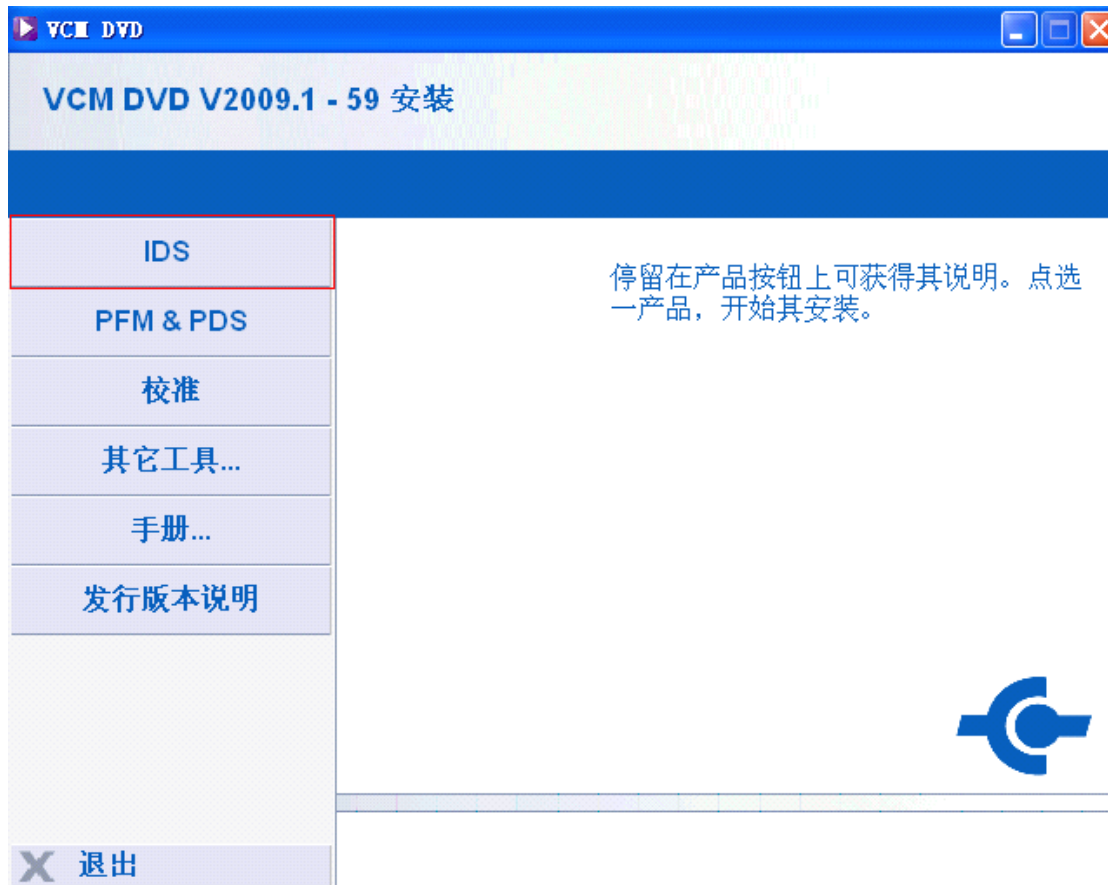 VCM DVD
VCM DVD V2009.1 - 59 安装
IDS
PFM & PDS
校准
其它工具...
手册...
发行版本说明
停留在产品按钮上可获得其说明。点选
一产品，开始其安装。
X 退出